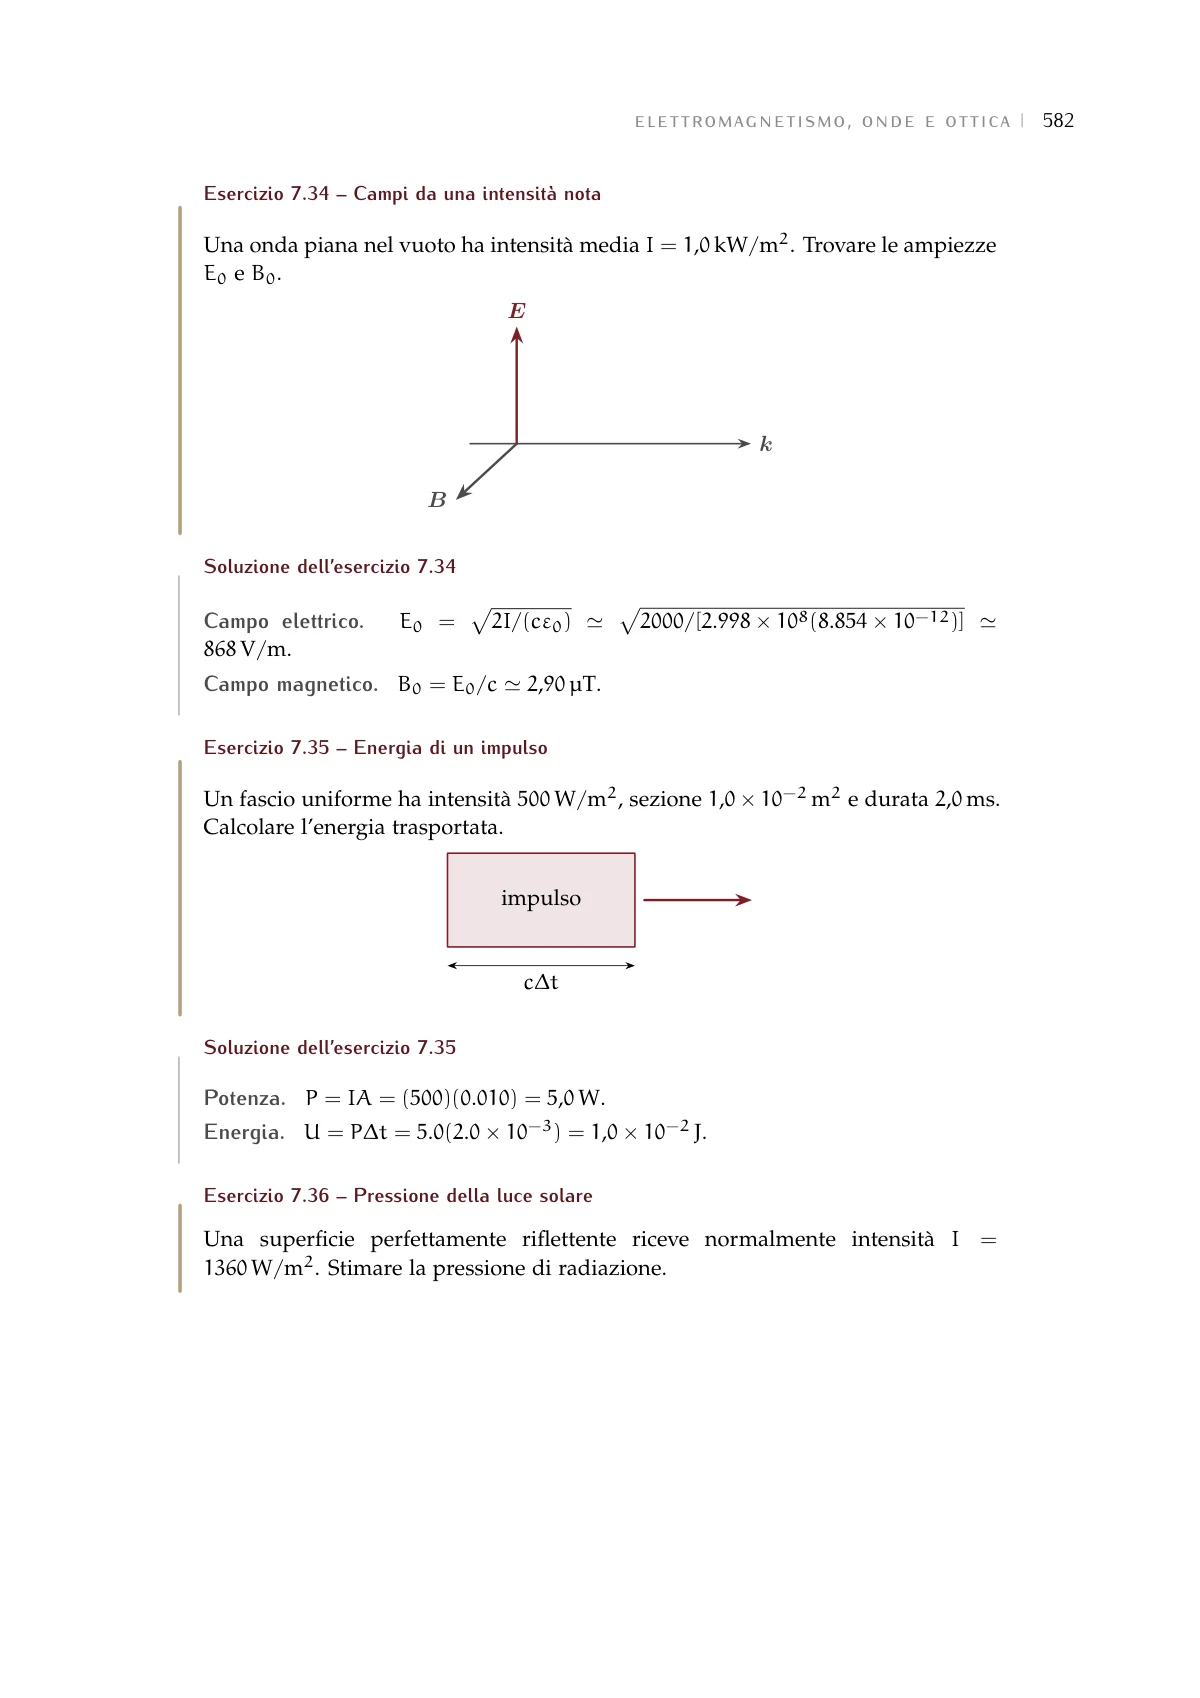 ELETTROMAGNETISMO, ONDE E OTTICA | 582
Esercizio 7.34 – Campi da una intensità nota
Una onda piana nel vuoto ha intensità media I = 1,0 kW/m². Trovare le ampiezze
E₀ e B₀.
E
k
B
Soluzione dell'esercizio 7.34
Campo elettrico. E₀ = √(2I/(cε₀)) ≃ √(2000/[2.998 × 10⁸(8.854 × 10⁻¹²)]) ≃
868 V/m.
Campo magnetico. B₀ = E₀/c ≃ 2,90 µT.
Esercizio 7.35 – Energia di un impulso
Un fascio uniforme ha intensità 500 W/m², sezione 1,0 × 10⁻² m² e durata 2,0 ms.
Calcolare l'energia trasportata.
impulso
cΔt
Soluzione dell'esercizio 7.35
Potenza. P = IA = (500)(0.010) = 5,0 W.
Energia. U = PΔt = 5.0(2.0 × 10⁻³) = 1,0 × 10⁻² J.
Esercizio 7.36 – Pressione della luce solare
Una superficie perfettamente riflettente riceve normalmente intensità I =
1360 W/m². Stimare la pressione di radiazione.